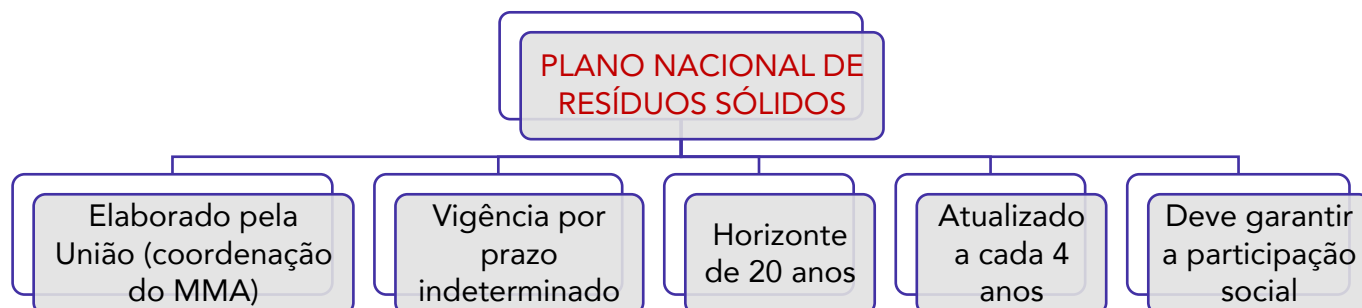 PLANO NACIONAL DE
RESÍDUOS SÓLIDOS
Elaborado pela
União (coordenação
do MMA)
Vigência por
prazo
indeterminado
Horizonte
de 20 anos
Atualizado
a cada 4
anos
Deve garantir
a participação
social